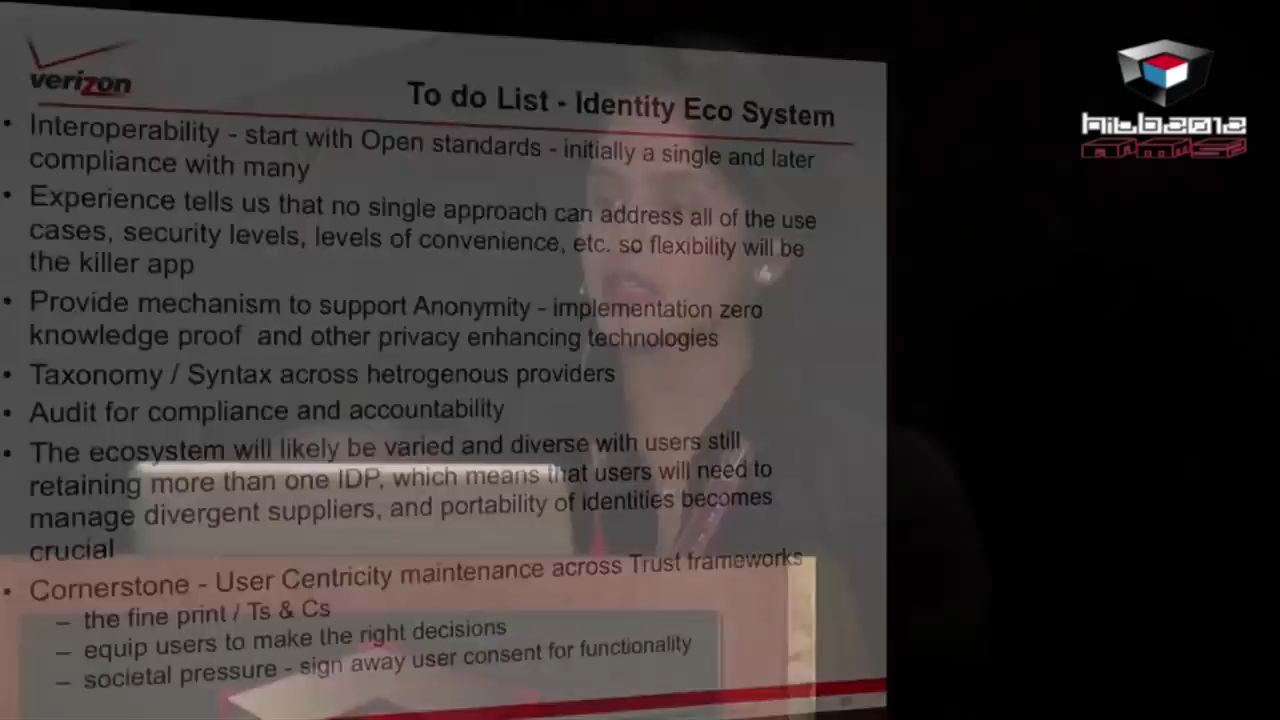 verizon
To do List - Identity Eco System
• Interoperability - start with Open standards - initially a single and later
compliance with many
• Experience tells us that no single approach can address all of the use
cases, security levels, levels of convenience, etc. so flexibility will be
the killer app
• Provide mechanism to support Anonymity - implementation zero
knowledge proof and other privacy enhancing technologies
• Taxonomy / Syntax across hetrogenous providers
• Audit for compliance and accountability
• The ecosystem will likely be varied and diverse with users still
retaining more than one IDP, which means that users will need to
manage divergent suppliers, and portability of identities becomes
crucial
• Cornerstone - User Centricity maintenance across Trust frameworks
– the fine print / Ts & Cs
– equip users to make the right decisions
– societal pressure - sign away user consent for functionality
hitb2012